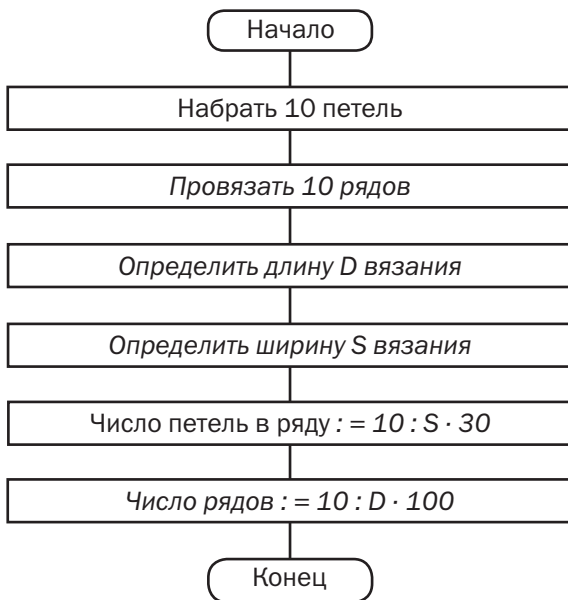 Начало
Набрать 10 петель
Провязать 10 рядов
Определить длину D вязания
Определить ширину S вязания
Число петель в ряду : = 10 : S · 30
Число рядов : = 10 : D · 100
Конец